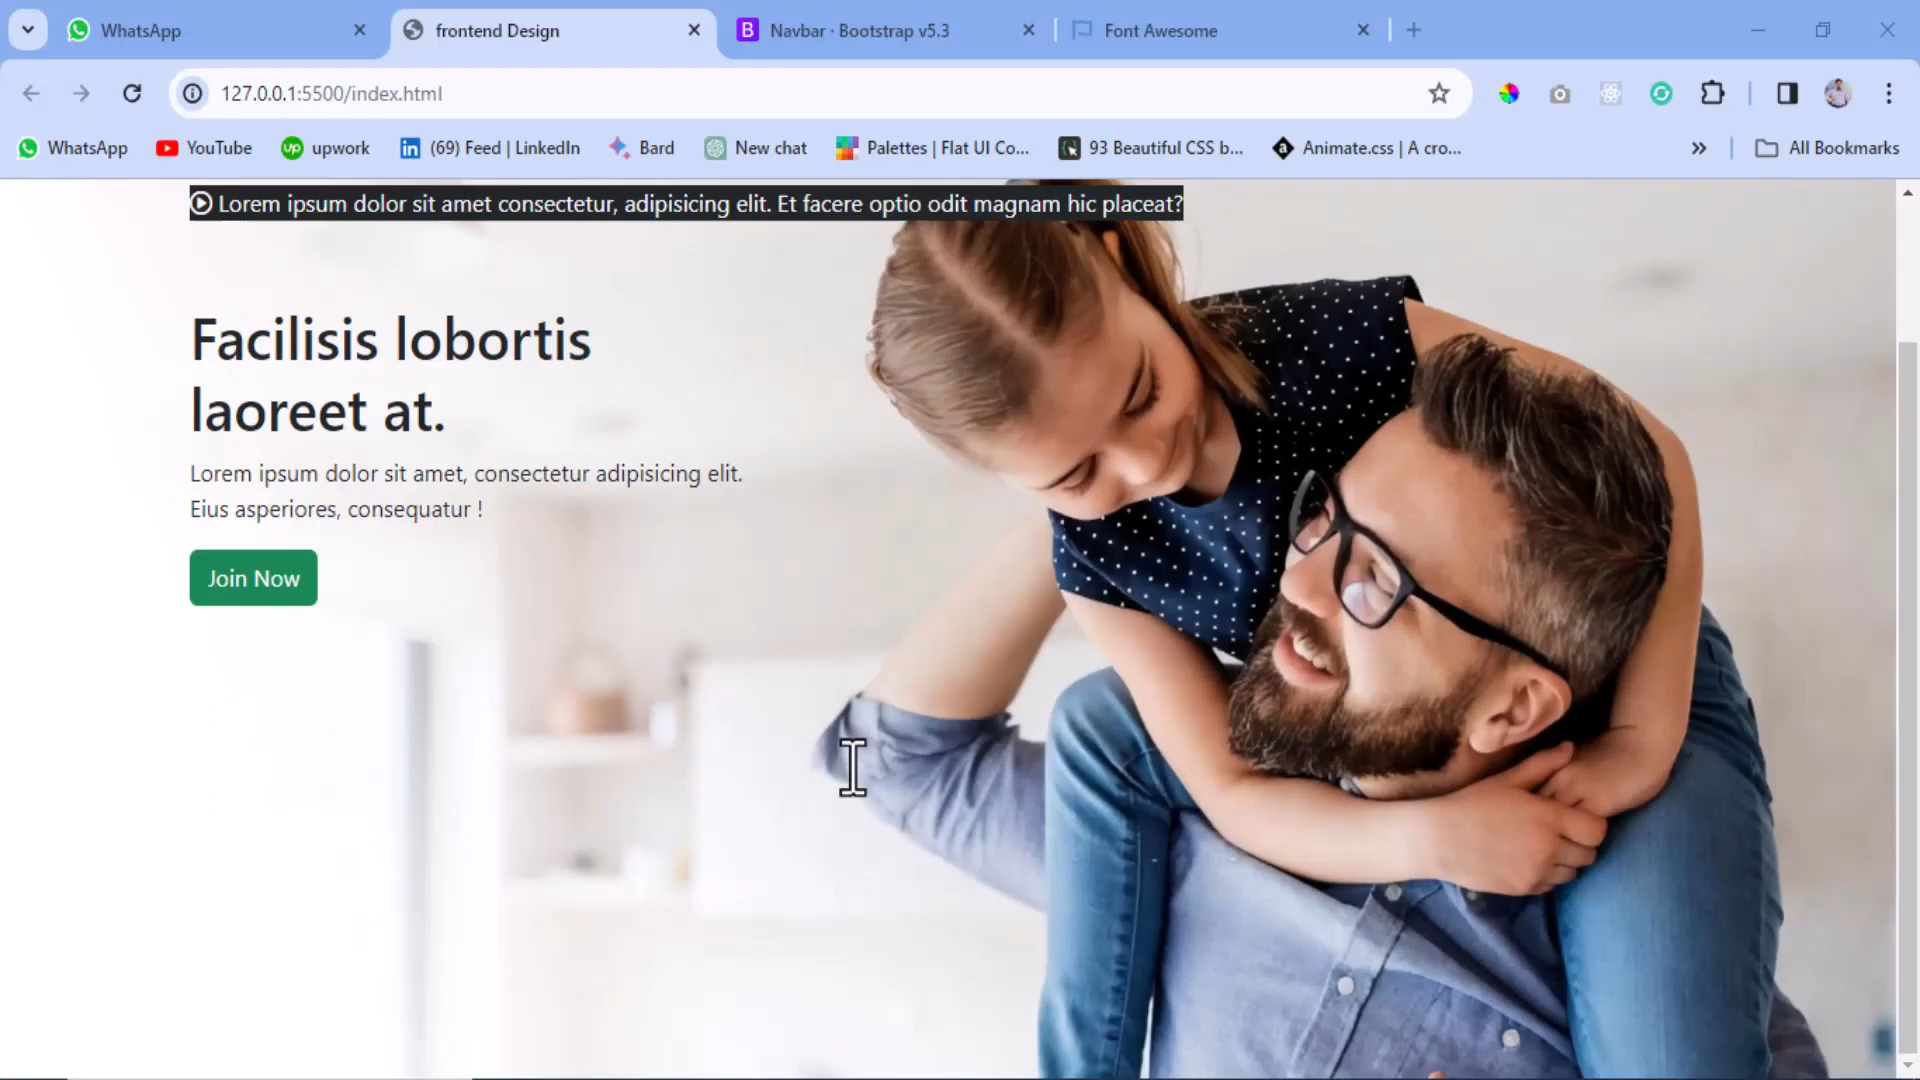 WhatsApp
frontend Design
Navbar · Bootstrap v5.3
Font Awesome
127.0.0.1:5500/index.html
WhatsApp
YouTube
up upwork
in (69) Feed | LinkedIn
Bard
New chat
Palettes | Flat UI Co...
93 Beautiful CSS b...
a Animate.css | A cro...
All Bookmarks
Lorem ipsum dolor sit amet consectetur, adipisicing elit. Et facere optio odit magnam hic placeat?
Facilisis lobortis
laoreet at.
Lorem ipsum dolor sit amet, consectetur adipisicing elit.
Eius asperiores, consequatur !
Join Now